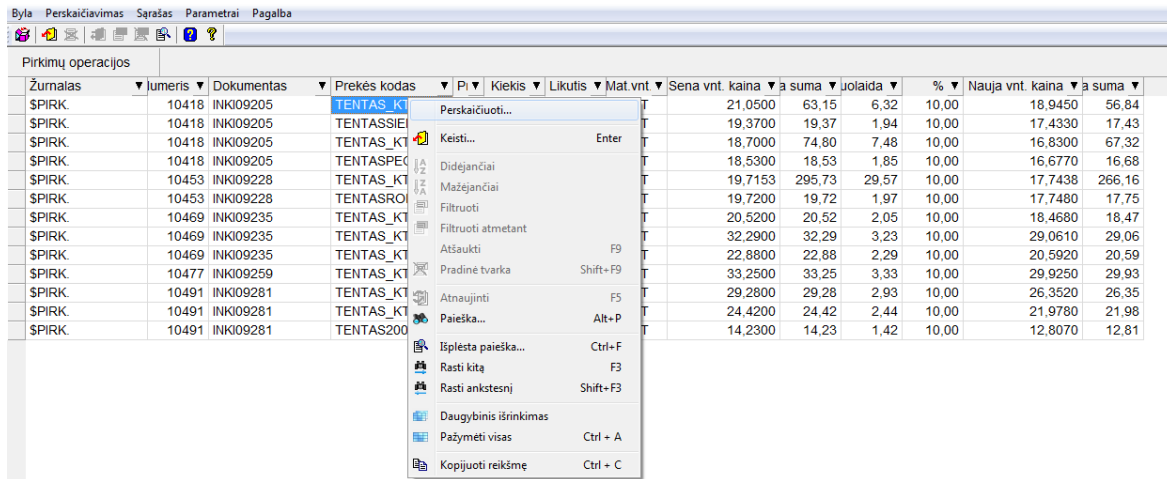 Byla Perskaičiavimas Sąrašas Parametrai Pagalba
Pirkimų operacijos
Žurnalas Numeris Dokumentas Prekės kodas Kiekis Likutis Mat.vnt. Sena vnt. kaina a suma uolaida % Nauja vnt. kaina a suma
$PIRK. 10418 INKI09205 TENTAS_KT T 21,0500 63,15 6,32 10,00 18,9450 56,84
$PIRK. 10418 INKI09205 TENTASSIE T 19,3700 19,37 1,94 10,00 17,4330 17,43
$PIRK. 10418 INKI09205 TENTAS_KT T 18,7000 74,80 7,48 10,00 16,8300 67,32
$PIRK. 10418 INKI09205 TENTASPE T 18,5300 18,53 1,85 10,00 16,6770 16,68
$PIRK. 10453 INKI09228 TENTAS_KT T 19,7153 295,73 29,57 10,00 17,7438 266,16
$PIRK. 10453 INKI09228 TENTASRO T 19,7200 19,72 1,97 10,00 17,7480 17,75
$PIRK. 10469 INKI09235 TENTAS_KT T 20,5200 20,52 2,05 10,00 18,4680 18,47
$PIRK. 10469 INKI09235 TENTAS_KT T 32,2900 32,29 3,23 10,00 29,0610 29,06
$PIRK. 10469 INKI09235 TENTAS_KT T 22,8800 22,88 2,29 10,00 20,5920 20,59
$PIRK. 10477 INKI09259 TENTAS_KT T 33,2500 33,25 3,33 10,00 29,9250 29,93
$PIRK. 10491 INKI09281 TENTAS_KT T 29,2800 29,28 2,93 10,00 26,3520 26,35
$PIRK. 10491 INKI09281 TENTAS_KT T 24,4200 24,42 2,44 10,00 21,9780 21,98
$PIRK. 10491 INKI09281 TENTAS200 T 14,2300 14,23 1,42 10,00 12,8070 12,81
Perskaičiuoti...
Keisti... Enter
Didėjančiai
Mažėjančiai
Filtruoti
Filtruoti atmetant
Atšaukti F9
Pradinė tvarka Shift+F9
Atnaujinti F5
Paieška... Alt+P
Išplėsta paieška... Ctrl+F
Rasti kitą F3
Rasti ankstesnį Shift+F3
Daugybinis išrinkimas
Pažymėti visas Ctrl + A
Kopijuoti reikšmę Ctrl + C